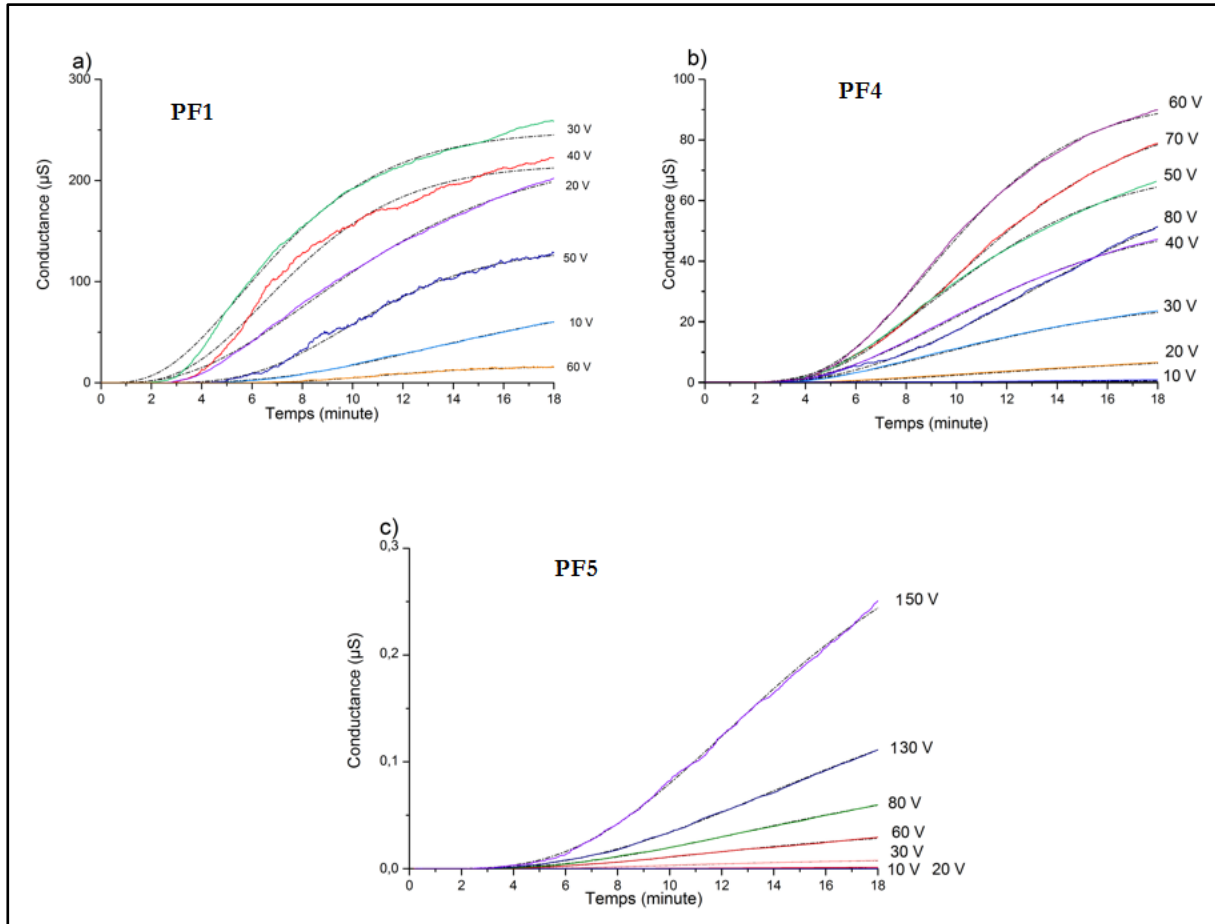 a)
PF1
300
200
100
0
Conductance (µS)
0 2 4 6 8 10 12 14 16 18
Temps (minute)
30 V
40 V
20 V
50 V
10 V
60 V
b)
PF4
100
80
60
40
20
0
Conductance (µS)
0 2 4 6 8 10 12 14 16 18
Temps (minute)
60 V
70 V
50 V
80 V
40 V
30 V
20 V
10 V
c)
PF5
0,3
0,2
0,1
0,0
Conductance (µS)
0 2 4 6 8 10 12 14 16 18
Temps (minute)
150 V
130 V
80 V
60 V
30 V
10 V 20 V